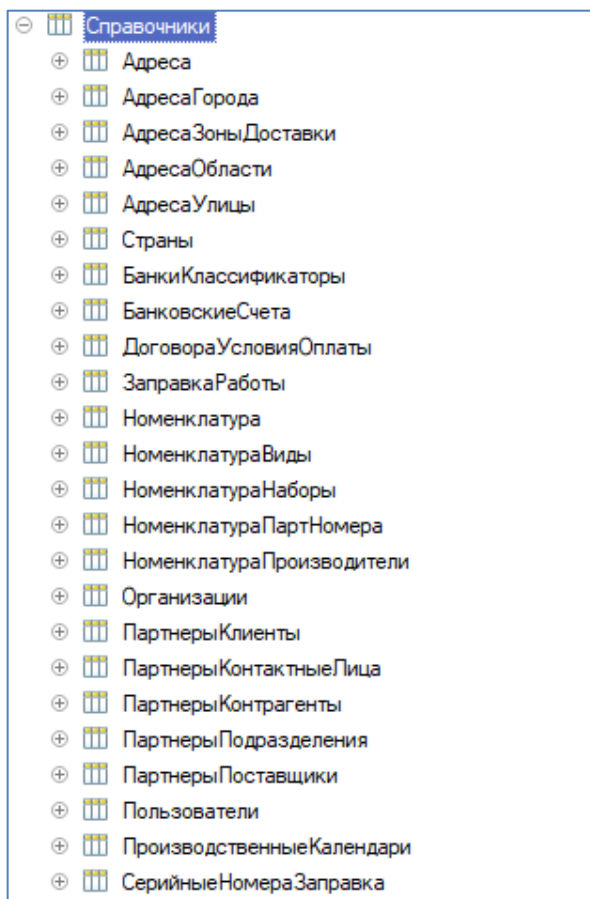 Справочники
Адреса
АдресаГорода
АдресаЗоныДоставки
АдресаОбласти
АдресаУлицы
Страны
БанкиКлассификаторы
БанковскиеСчета
ДоговораУсловияОплаты
ЗаправкаРаботы
Номенклатура
НоменклатураВиды
НоменклатураНаборы
НоменклатураПартНомера
НоменклатураПроизводители
Организации
ПартнерыКлиенты
ПартнерыКонтактныеЛица
ПартнерыКонтрагенты
ПартнерыПодразделения
ПартнерыПоставщики
Пользователи
ПроизводственныеКалендари
СерийныеНомераЗаправка